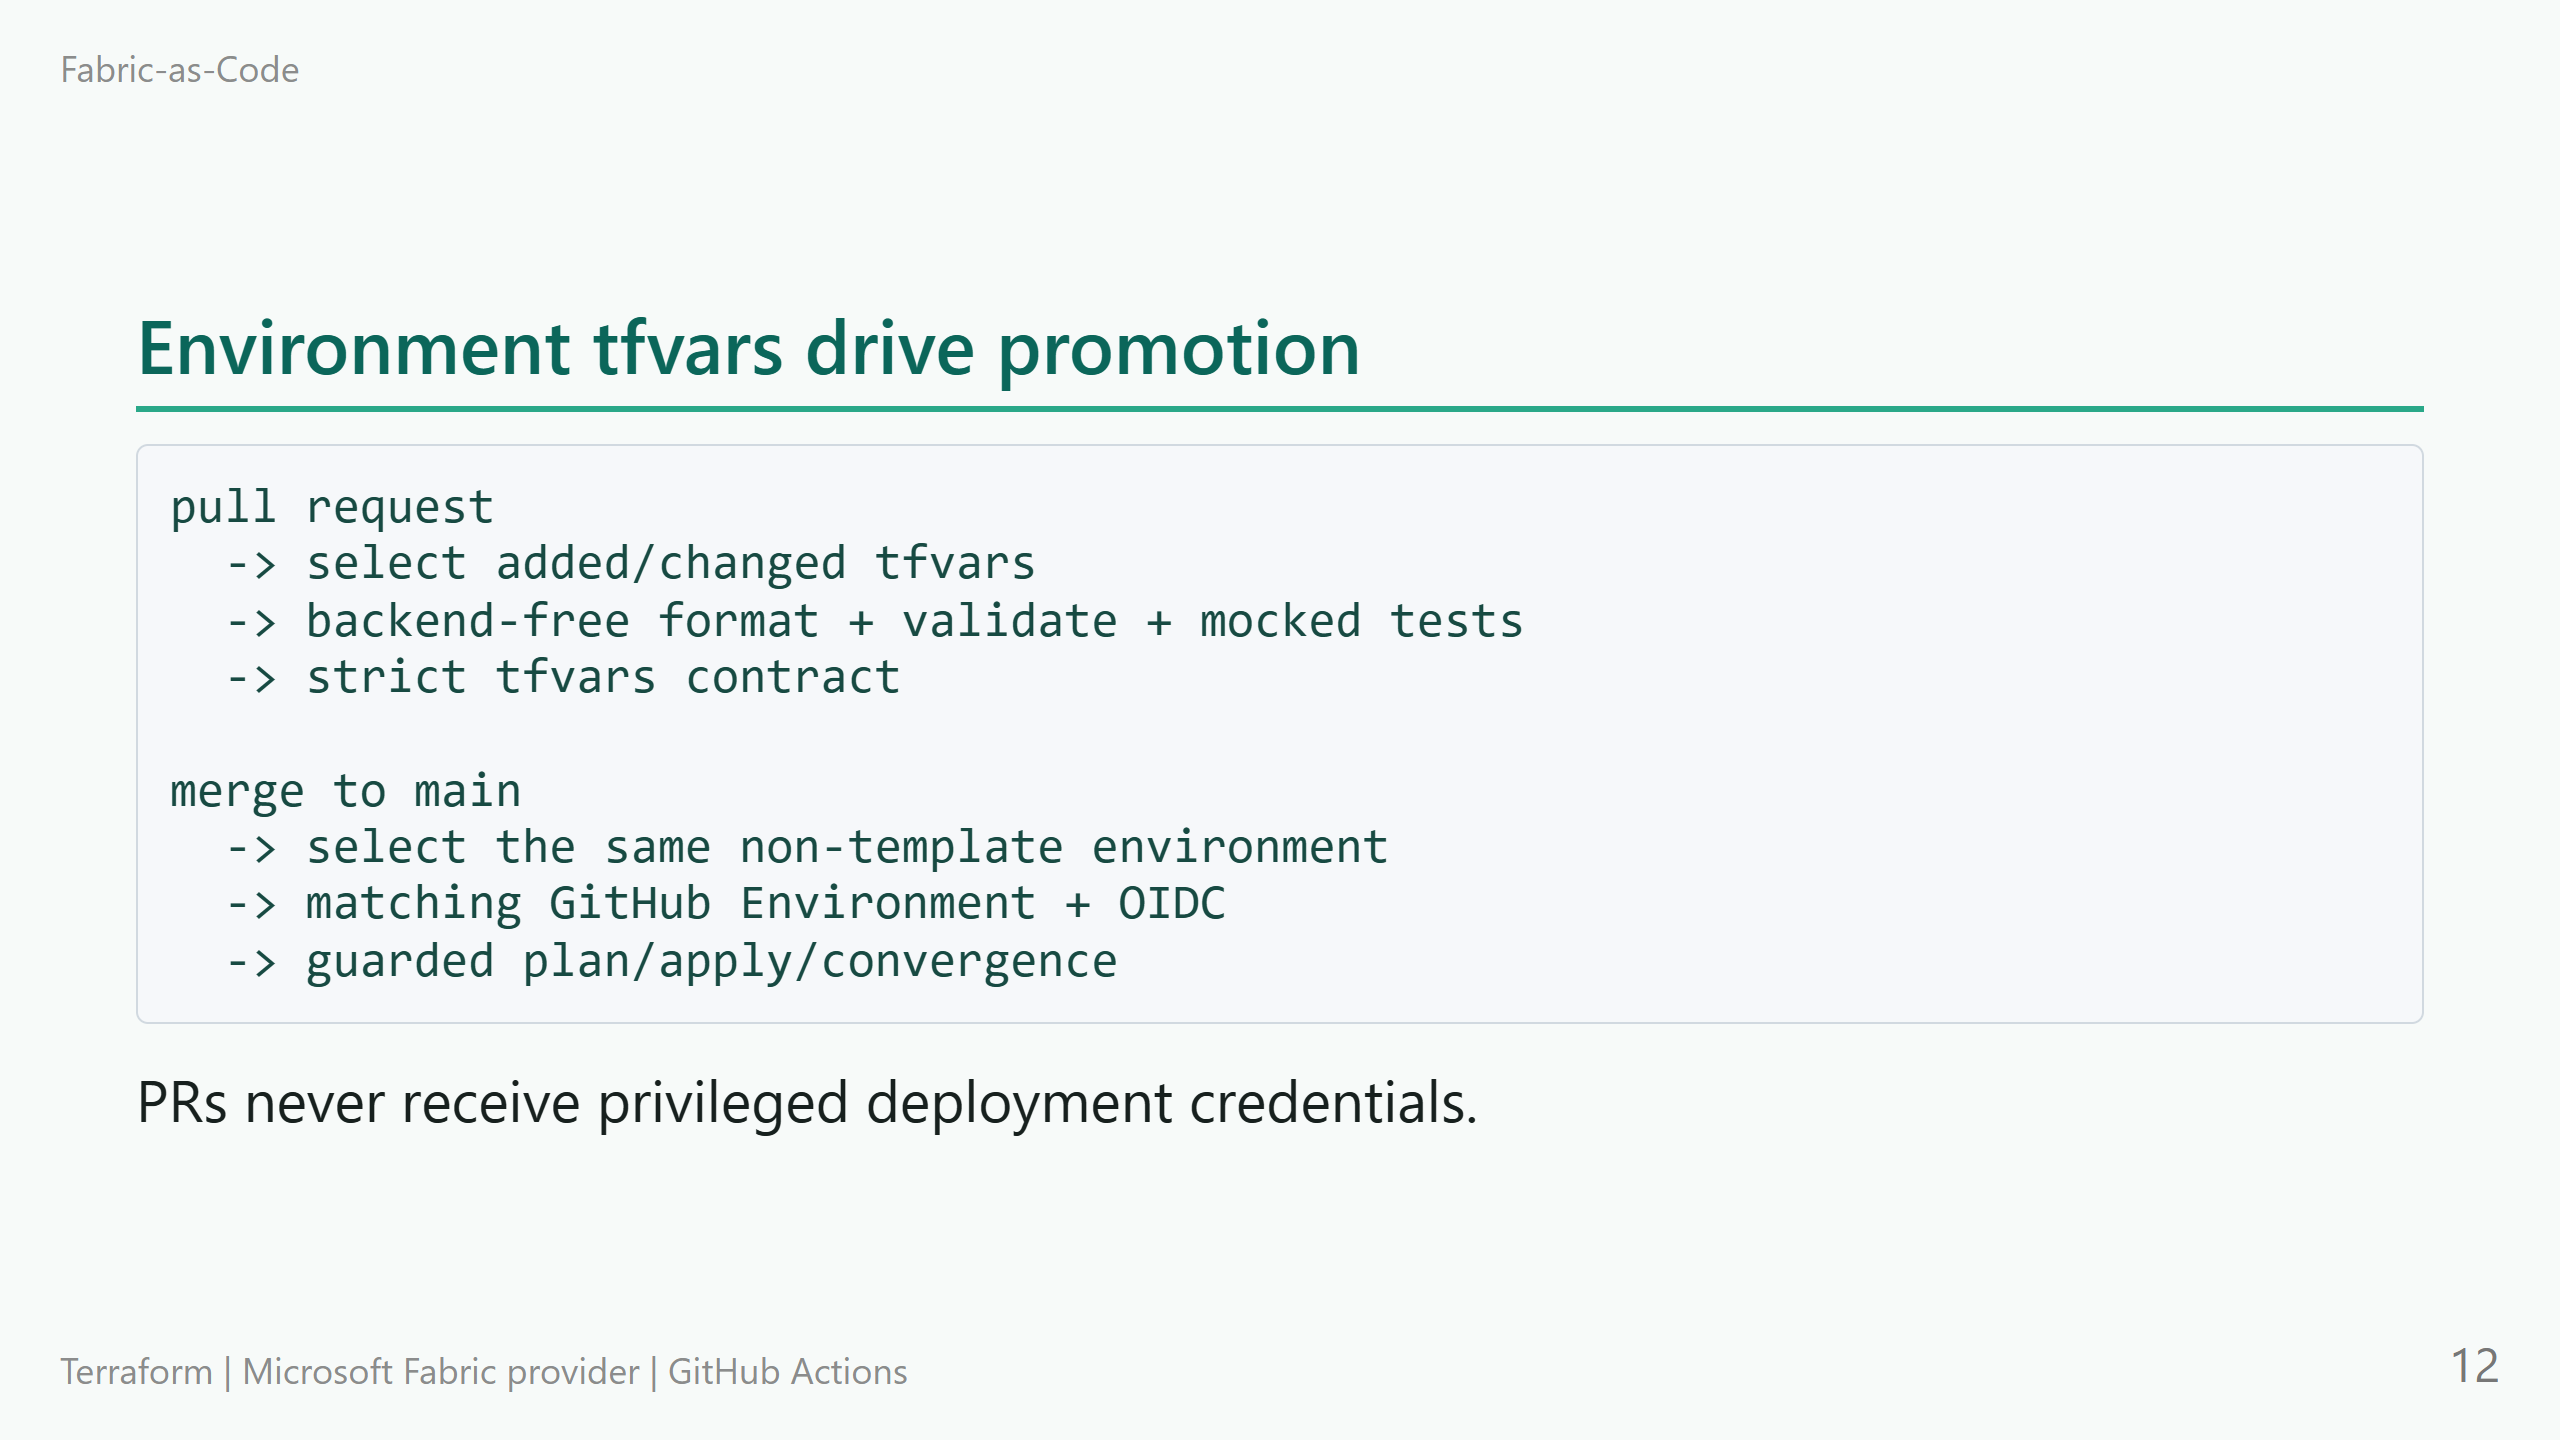 Fabric-as-Code
Environment tfvars drive promotion
pull request
  -> select added/changed tfvars
  -> backend-free format + validate + mocked tests
  -> strict tfvars contract
merge to main
  -> select the same non-template environment
  -> matching GitHub Environment + OIDC
  -> guarded plan/apply/convergence
PRs never receive privileged deployment credentials.
Terraform | Microsoft Fabric provider | GitHub Actions
12